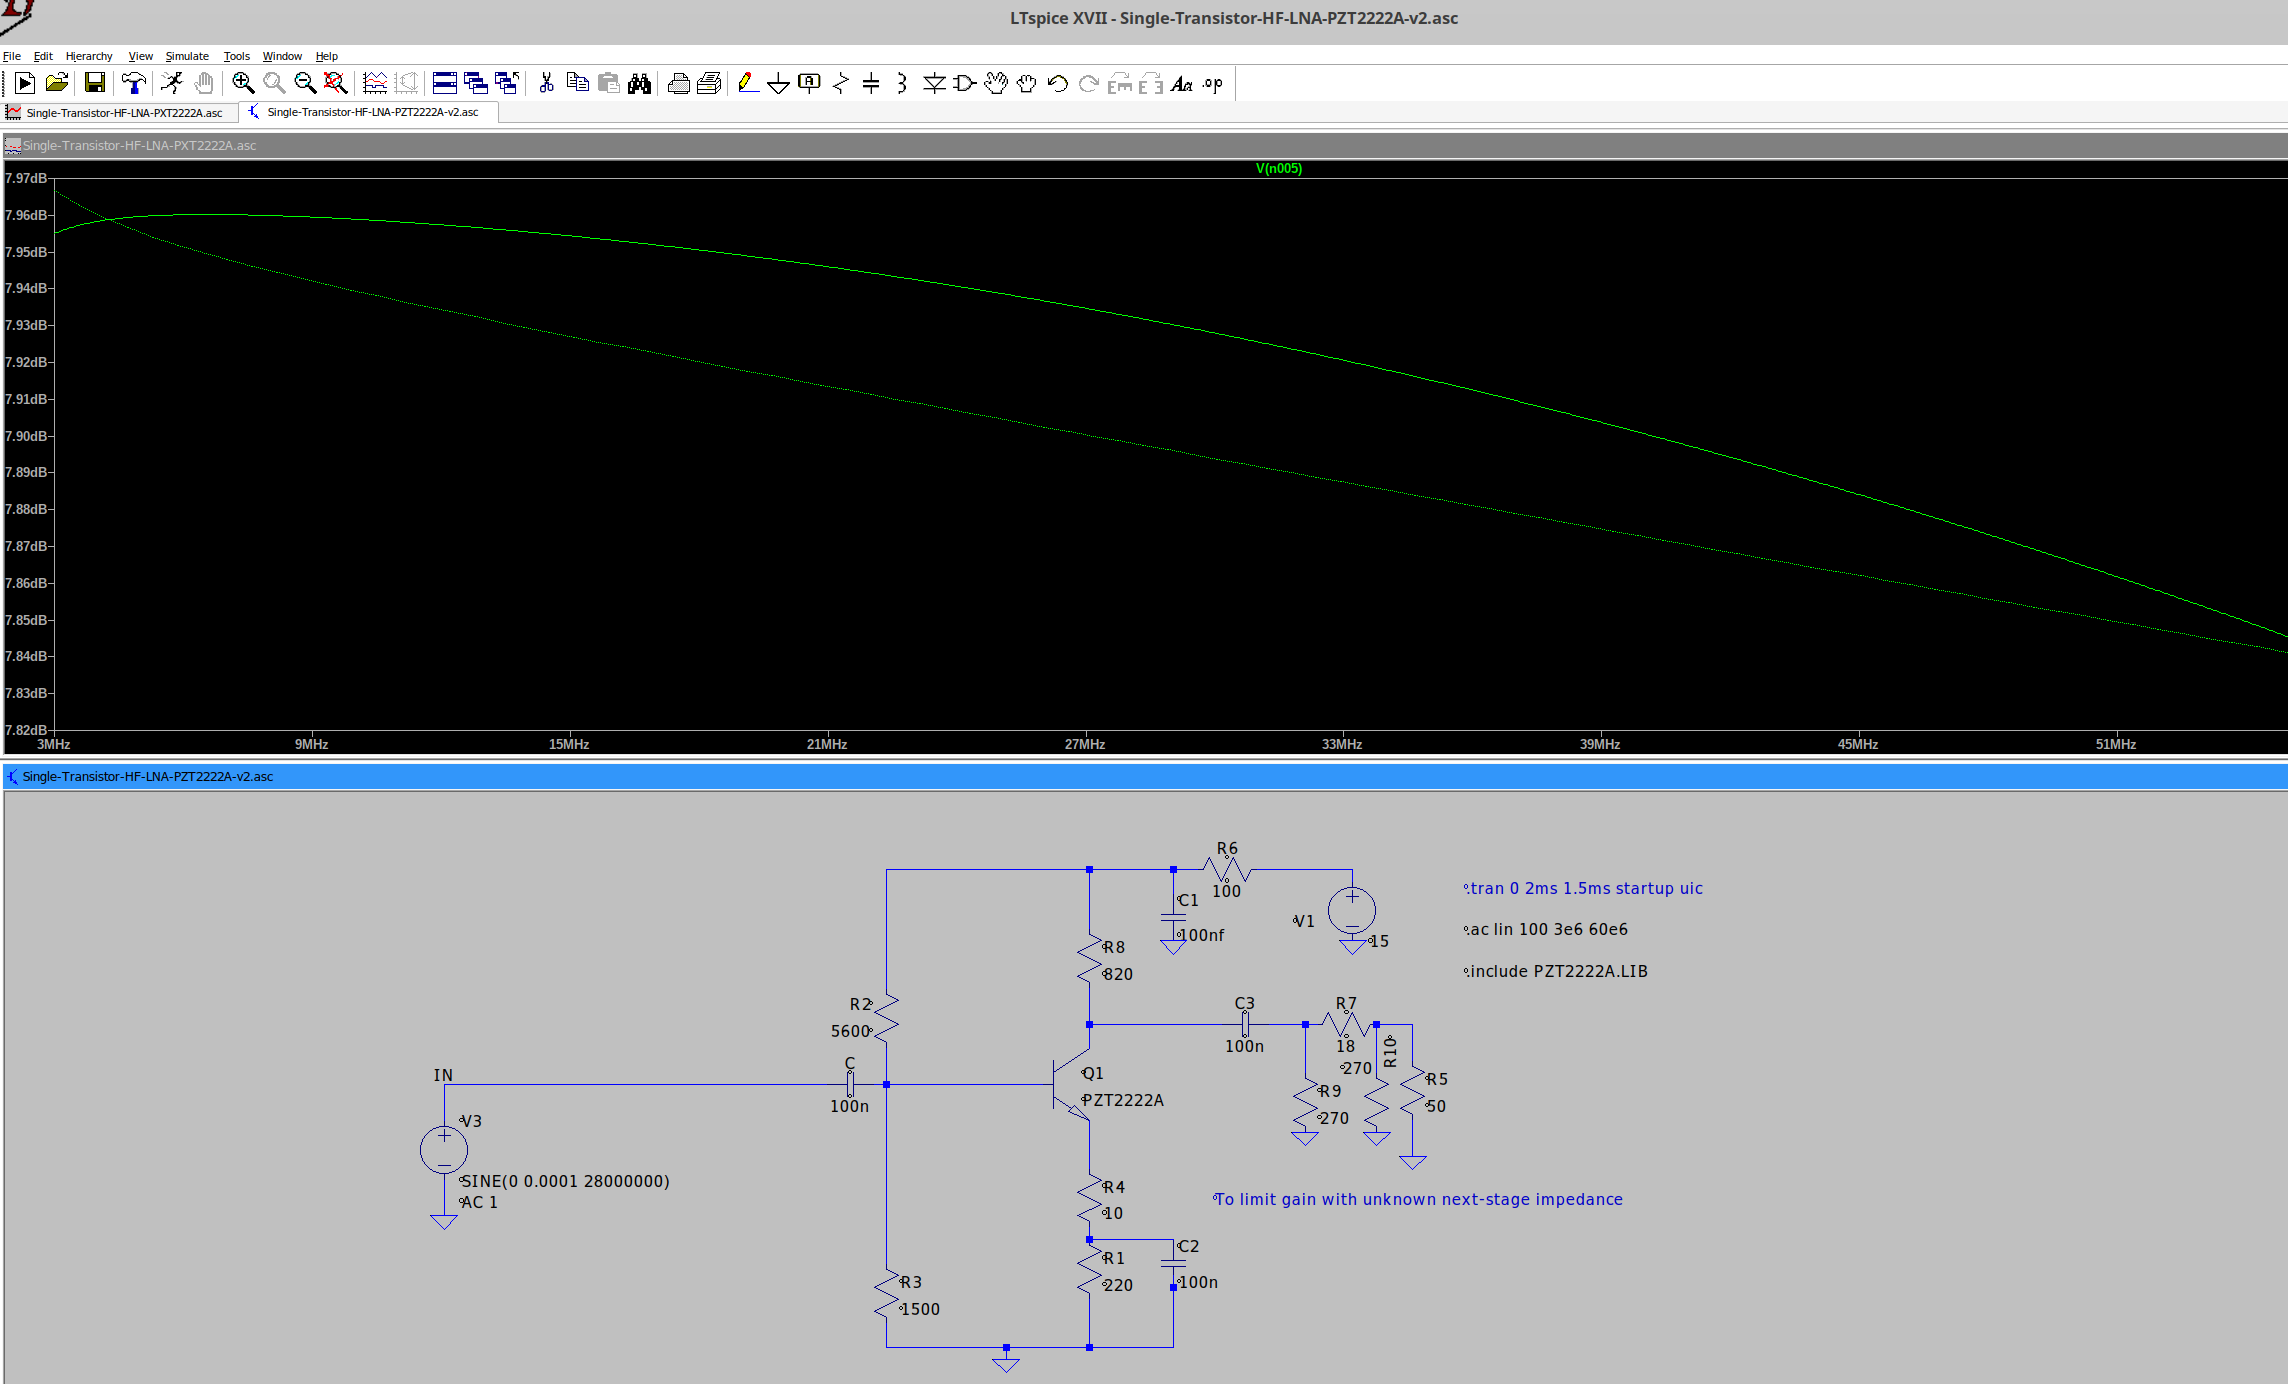 LTspice XVII - Single-Transistor-HF-LNA-PZT2222A-v2.asc
File Edit Hierarchy View Simulate Tools Window Help
Single-Transistor-HF-LNA-PXT2222A.asc Single-Transistor-HF-LNA-PZT2222A-v2.asc
Single-Transistor-HF-LNA-PXT2222A.asc
V(n005)
7.97dB
7.96dB
7.95dB
7.94dB
7.93dB
7.92dB
7.91dB
7.90dB
7.89dB
7.88dB
7.87dB
7.86dB
7.85dB
7.84dB
7.83dB
7.82dB
3MHz 9MHz 15MHz 21MHz 27MHz 33MHz 39MHz 45MHz 51MHz
Single-Transistor-HF-LNA-PZT2222A-v2.asc
R6
100
C1
100nf
V1
15
.tran 0 2ms 1.5ms startup uic
.ac lin 100 3e6 60e6
.include PZT2222A.LIB
R8
820
R2
5600
C3
100n
R7
18
R10
270
R9
270
R5
50
IN
C
100n
Q1
PZT2222A
V3
SINE(0 0.0001 28000000)
AC 1
R4
10
To limit gain with unknown next-stage impedance
R1
220
C2
100n
R3
1500